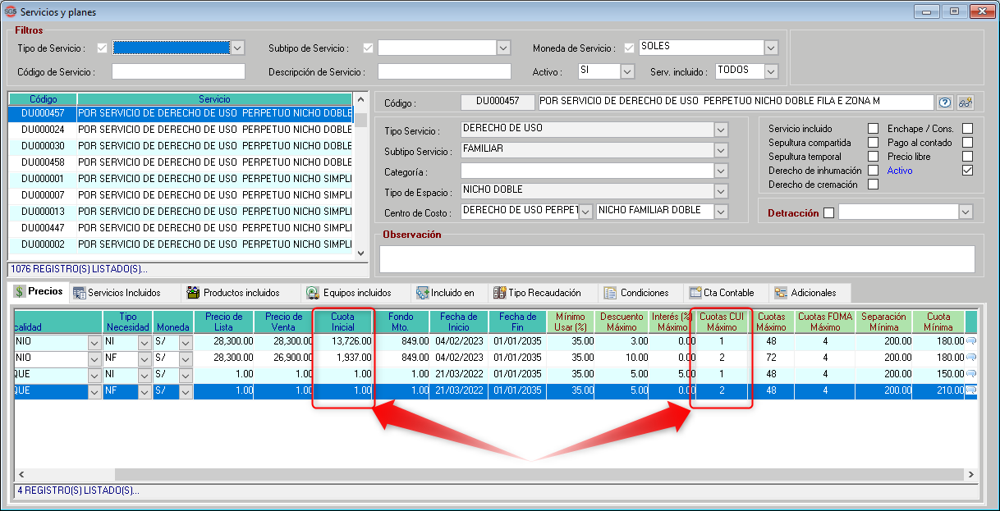 SGS Servicios y planes
Filtros
Tipo de Servicio :
Subtipo de Servicio :
Moneda de Servicio : SOLES
Código de Servicio :
Descripción de Servicio :
Activo : SI
Serv. incluido : TODOS
Código Servicio
DU000457 POR SERVICIO DE DERECHO DE USO PERPETUO NICHO DOBLE
DU000024 POR SERVICIO DE DERECHO DE USO PERPETUO NICHO DOBLE
DU000030 POR SERVICIO DE DERECHO DE USO PERPETUO NICHO DOBLE
DU000458 POR SERVICIO DE DERECHO DE USO PERPETUO NICHO DOBLE
DU000001 POR SERVICIO DE DERECHO DE USO PERPETUO NICHO SIMPLI
DU000007 POR SERVICIO DE DERECHO DE USO PERPETUO NICHO SIMPLI
DU000013 POR SERVICIO DE DERECHO DE USO PERPETUO NICHO SIMPLI
DU000447 POR SERVICIO DE DERECHO DE USO PERPETUO NICHO SIMPLI
DU000002 POR SERVICIO DE DERECHO DE USO PERPETUO NICHO SIMPLI
1076 REGISTRO(S) LISTADO(S)...
Código : DU000457 POR SERVICIO DE DERECHO DE USO PERPETUO NICHO DOBLE FILA E ZONA M
Tipo Servicio : DERECHO DE USO
Subtipo Servicio : FAMILIAR
Categoría :
Tipo de Espacio : NICHO DOBLE
Centro de Costo : DERECHO DE USO PERPET NICHO FAMILIAR DOBLE
Servicio incluido Enchape / Cons.
Sepultura compartida Pago al contado
Sepultura temporal Precio libre
Derecho de inhumación Activo
Derecho de cremación
Detracción
Observación
Precios Servicios Incluidos Productos incluidos Equipos incluidos Incluido en Tipo Recaudación Condiciones Cta Contable Adicionales
calidad Tipo Necesidad Moneda Precio de Lista Precio de Venta Cuota Inicial Fondo Mto. Fecha de Inicio Fecha de Fin Mínimo Usar (%) Descuento Máximo Interés (%) Máximo Cuotas CUI Máximo Cuotas Máximo Cuotas FOMA Máximo Separación Mínima Cuota Mínima
NIO NI S/ 28,300.00 28,300.00 13,726.00 849.00 04/02/2023 01/01/2035 35.00 3.00 0.00 1 48 4 200.00 180.00
NIO NF S/ 28,300.00 26,900.00 1,937.00 849.00 04/02/2023 01/01/2035 35.00 10.00 0.00 2 72 4 200.00 180.00
QUE NI S/ 1.00 1.00 1.00 1.00 21/03/2022 01/01/2035 35.00 5.00 5.00 1 48 4 200.00 150.00
QUE NF S/ 1.00 1.00 1.00 1.00 21/03/2022 01/01/2035 35.00 5.00 0.00 2 48 4 200.00 210.00
4 REGISTRO(S) LISTADO(S)...